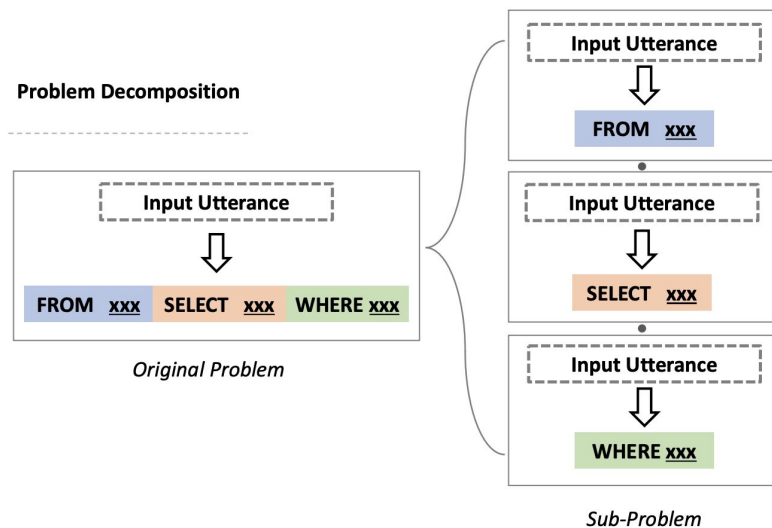 Problem Decomposition
Input Utterance
FROM xxx SELECT xxx WHERE xxx
Original Problem
Input Utterance
FROM xxx
Input Utterance
SELECT xxx
Input Utterance
WHERE xxx
Sub-Problem